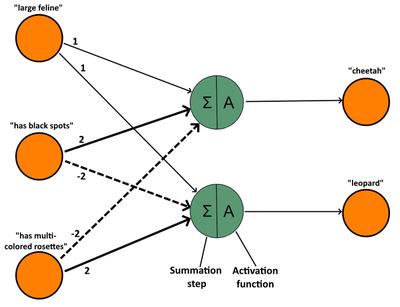 "large feline"
1
1
Σ A
"cheetah"
"has black spots"
2
-2
"leopard"
Σ A
"has multi-
colored rosettes"
-2
2
Summation
step
Activation
function